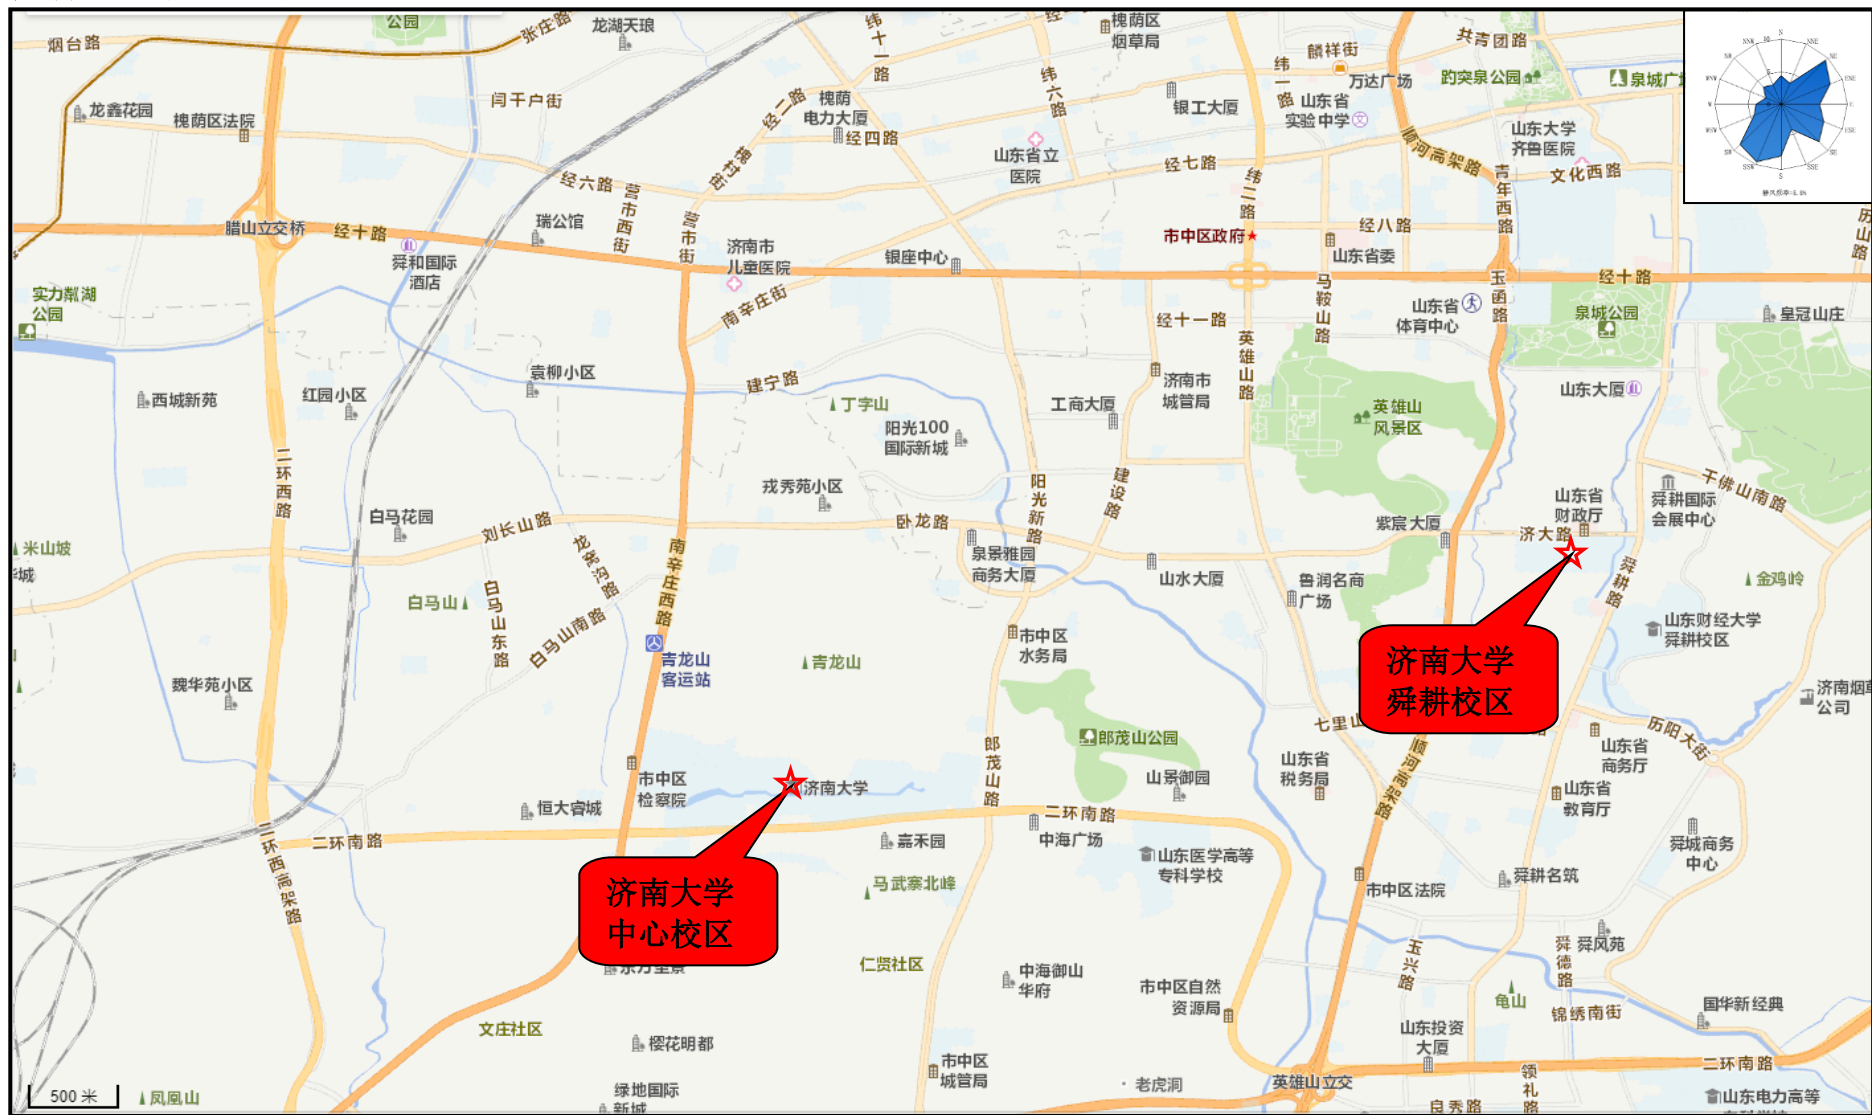 公园
张庄路
龙湖天琅
纬十一路
槐荫区
烟草局
麟祥街
共青团路
烟台路
万达广场
趵突泉公园
泉城广场
纬六路
纬一路
龙鑫花园
槐荫区法院
闫千户街
经二路
槐荫
电力大厦
经四路
银工大厦
山东省
实验中学
山东大学
齐鲁医院
顺河高架路
槐村街
山东省立
医院
经七路
文化西路
青年西路
经六路
营市西街
营市街
纬二路
历山路
腊山立交桥
经十路
瑞公馆
舜和国际
酒店
济南市
儿童医院
银座中心
市中区政府
经八路
山东省委
经十路
玉函路
马鞍山路
南辛庄街
实力粼湖
公园
经十一路
英雄山路
山东省
体育中心
泉城公园
皇冠山庄
西城新苑
红园小区
袁柳小区
建宁路
丁字山
阳光100
国际新城
工商大厦
济南市
城管局
英雄山
风景区
山东大厦
二环西路
戎秀苑小区
阳光新路
建设路
千佛山南路
舜耕国际
会展中心
山东省
财政厅
白马花园
刘长山路
卧龙路
紫宸大厦
济大路
米山坡
龙窝沟路
南辛庄西路
泉景雅园
商务大厦
山水大厦
鲁润名商
广场
舜耕路
金鸡岭
白马山
白马山东路
白马山南路
市中区
水务局
山东财经大学
舜耕校区
青龙山
客运站
青龙山
济南大学
舜耕校区
魏华苑小区
济南烟草
公司
七里山
历阳大街
郎茂山路
郎茂山公园
山东省
税务局
顺河高架路
山东省
商务厅
市中区
检察院
济南大学
山景御园
山东省
教育厅
恒大睿城
二环南路
二环南路
嘉禾园
中海广场
舜城商务
中心
二环西高架路
山东医学高等
专科学校
马武寨北峰
市中区法院
舜耕名筑
济南大学
中心校区
仁贤社区
中海御山
华府
玉兴路
舜德路
舜风苑
市中区自然
资源局
龟山
锦绣南街
国华新经典
文庄社区
樱花明都
山东投资
大厦
二环南路
市中区
城管局
老虎洞
英雄山立交
领礼路
500 米
凤凰山
绿地国际
新城
良秀路
山东电力高等
N
NNE
NE
ENE
E
ESE
SE
SSE
S
SSW
SW
WSW
W
WNW
NW
NNW